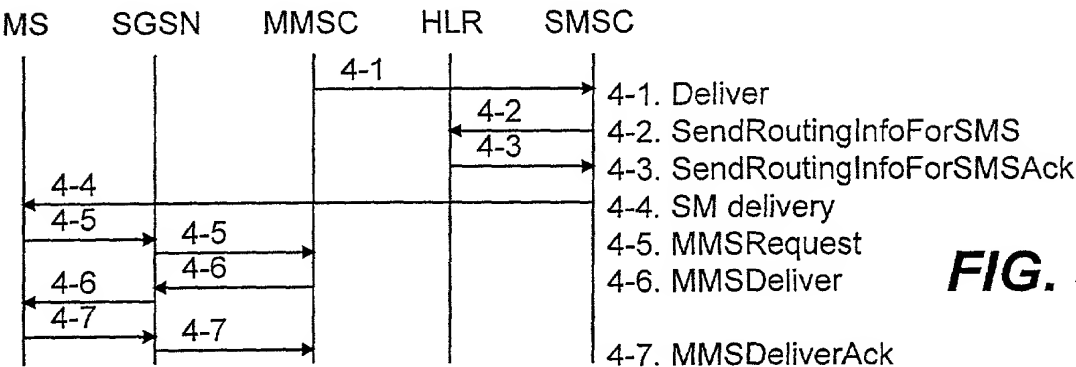 MS SGSN MMSC HLR SMSC
4-1
4-1. Deliver
4-2
4-2. SendRoutingInfoForSMS
4-3
4-3. SendRoutingInfoForSMSAck
4-4
4-4. SM delivery
4-5
4-5
4-5. MMSRequest
4-6
4-6
4-6. MMSDeliver
FIG.
4-7
4-7
4-7. MMSDeliverAck